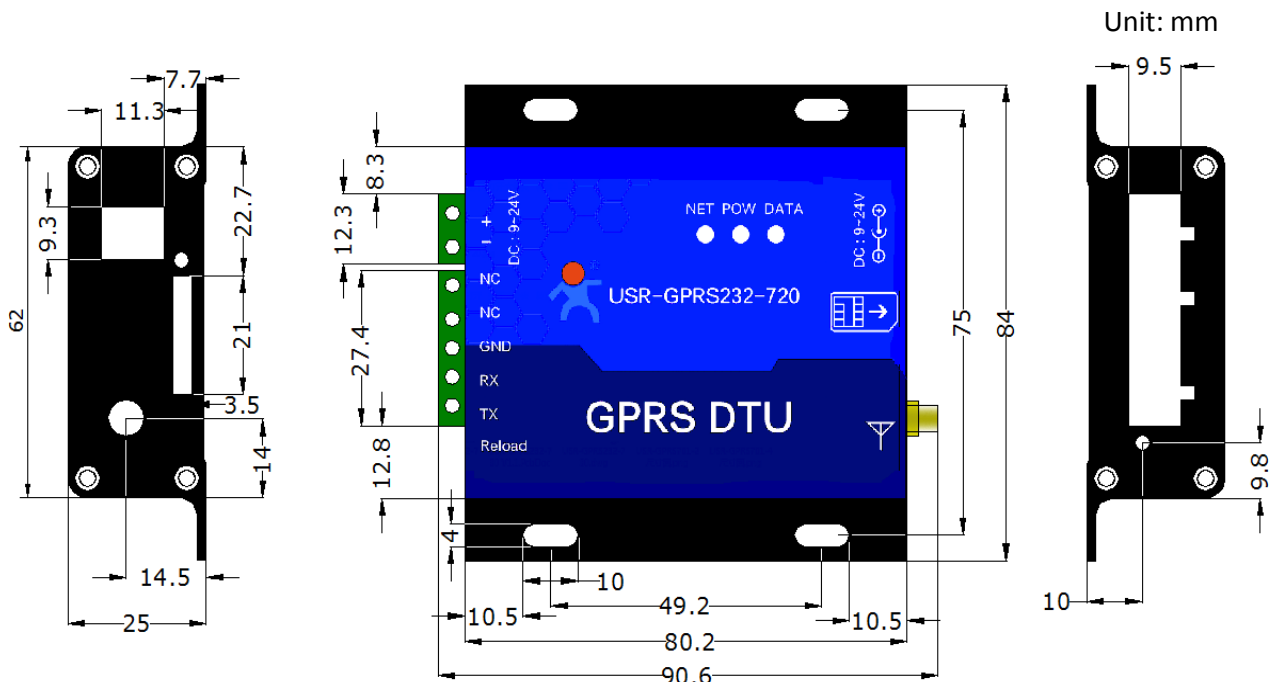 Unit: mm
7.7
11.3
9.3
22.7
62
21
3.5
14
14.5
25
8.3
12.3
27.4
12.8
4
+
-
DC:9~24V
NC
NC
GND
RX
TX
Reload
NET POW DATA
DC:9~24V
USR-GPRS232-720
GPRS DTU
75
84
10
10.5
49.2
10.5
80.2
90.6
9.5
9.8
10